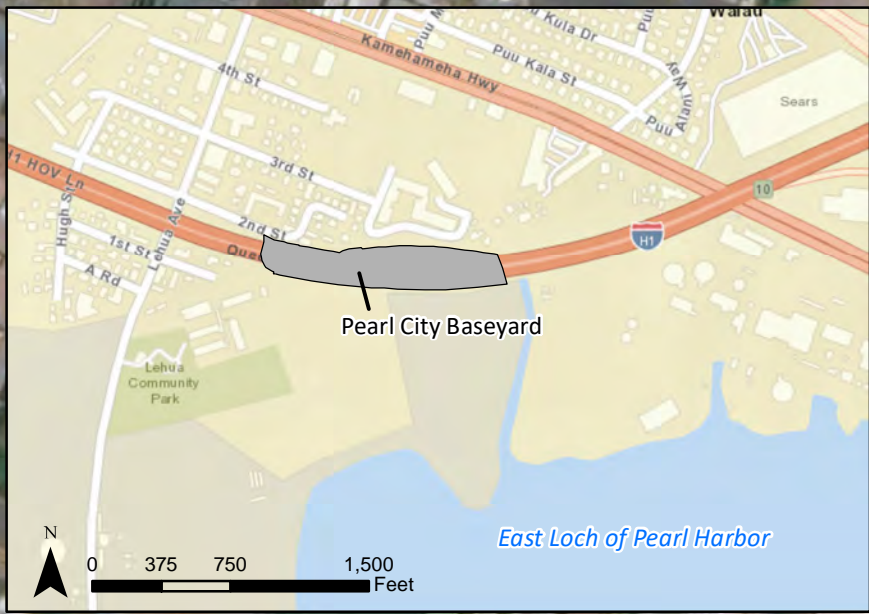 Waiau
Puu Kula Dr
Kamehameha Hwy
Puu Kala St
4th St
Alani Way
Puu
Sears
3rd St
H1 HOV Ln
10
2nd St
Hugh St
Lehua Ave
H1
1st St
Que
A Rd
Pearl City Baseyard
Lehua
Community
Park
East Loch of Pearl Harbor
N
0 375 750 1,500
Feet